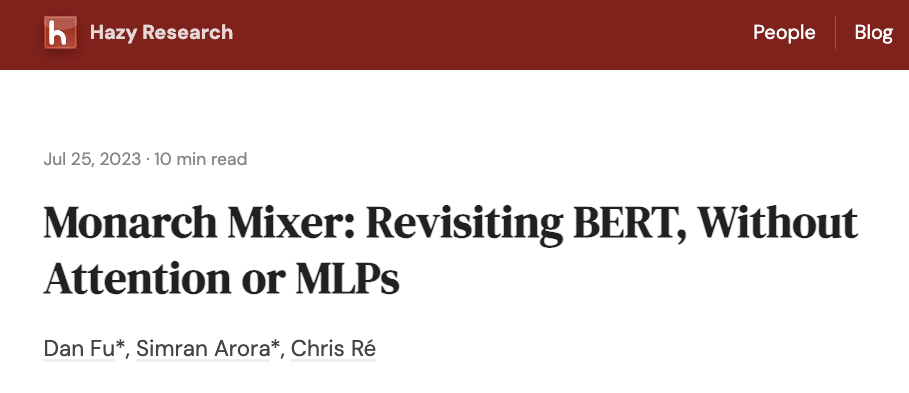 h Hazy Research People Blog
Jul 25, 2023 · 10 min read
Monarch Mixer: Revisiting BERT, Without
Attention or MLPs
Dan Fu*, Simran Arora*, Chris Ré